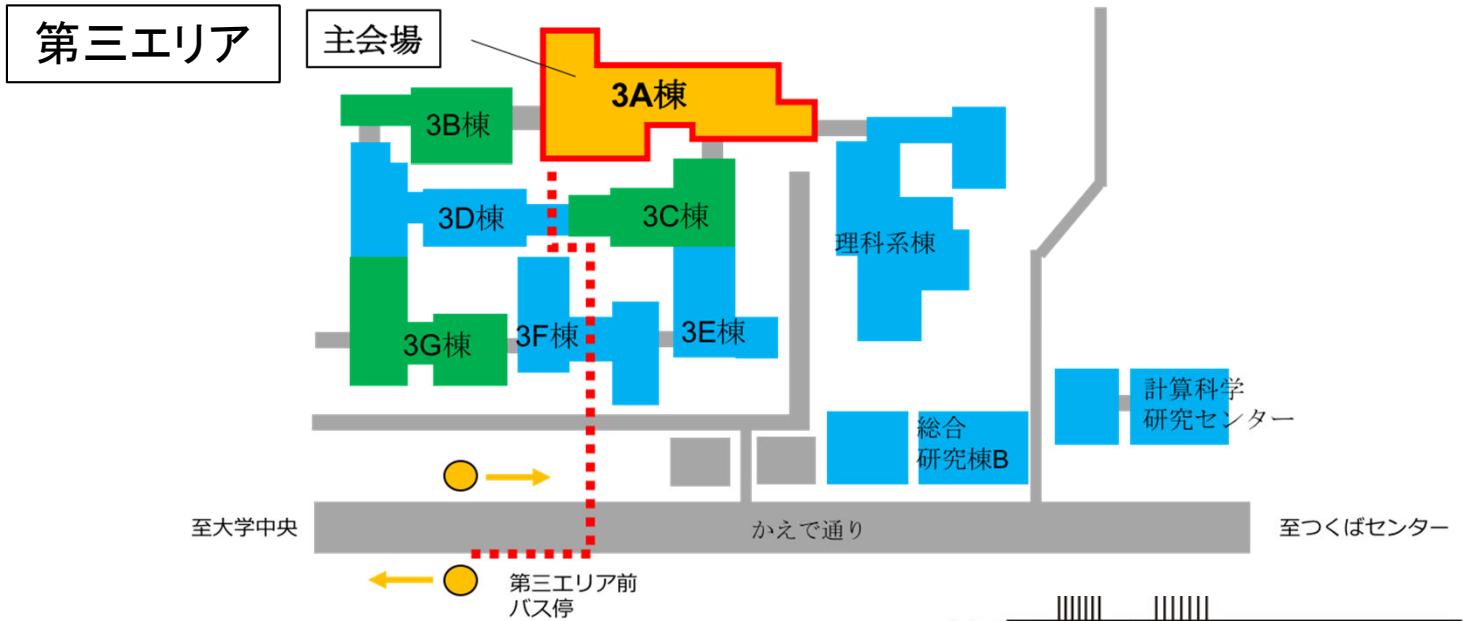 第三エリア
主会場
3A棟
3B棟
3D棟
3C棟
理科系棟
3G棟
3F棟
3E棟
計算科学
研究センター
総合
研究棟B
至大学中央
かえで通り
至つくばセンター
第三エリア前
バス停